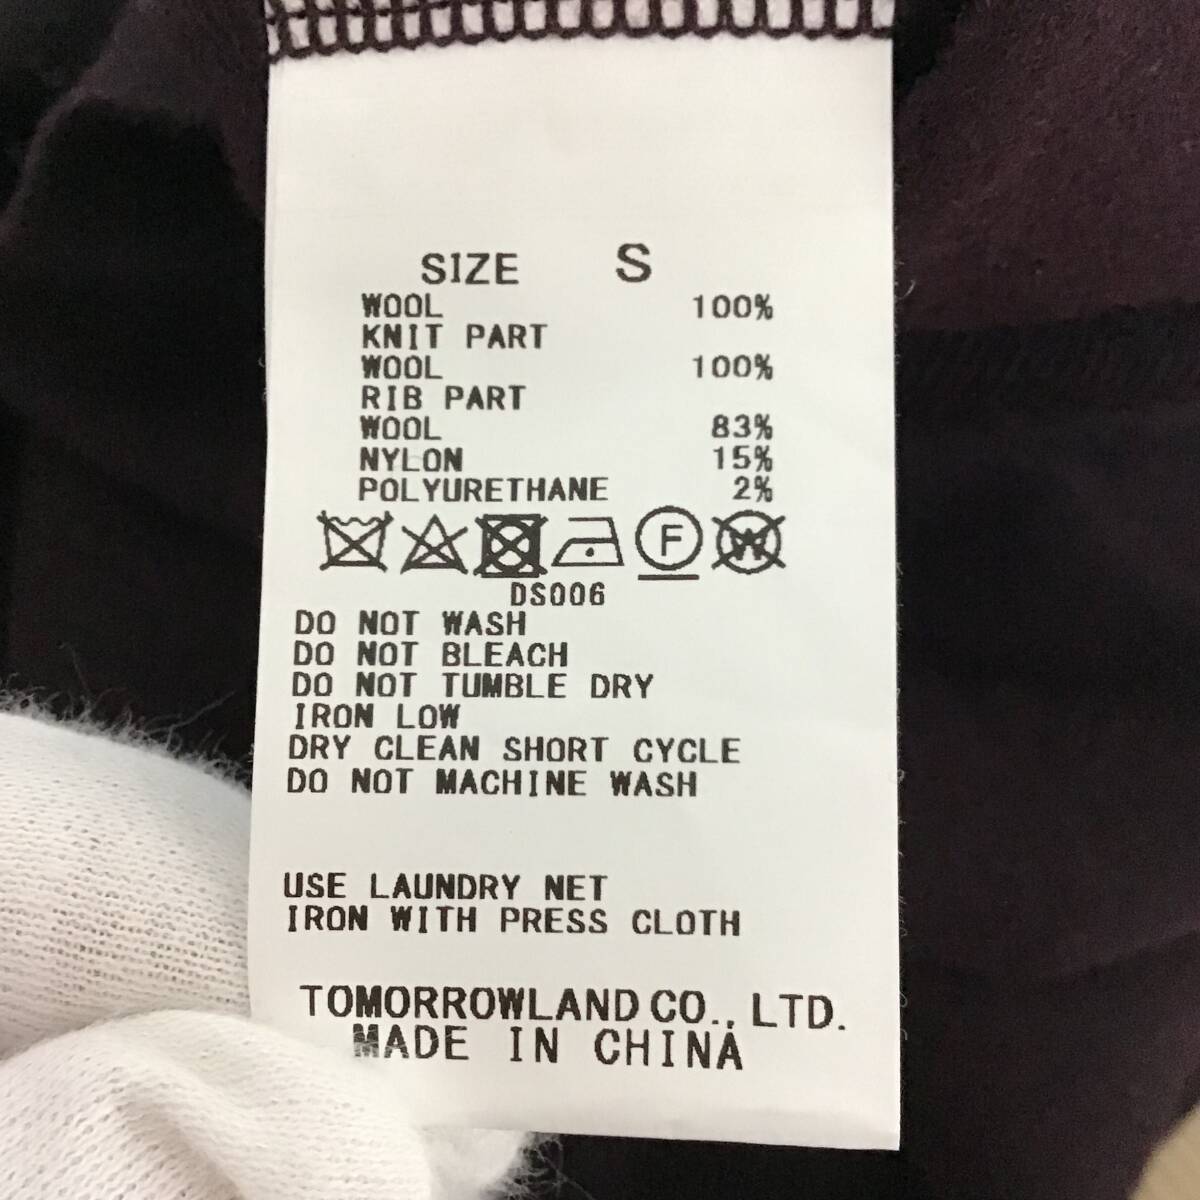 SIZE S
WOOL 100%
KNIT PART
WOOL 100%
RIB PART
WOOL 83%
NYLON 15%
POLYURETHANE 2%
F W
DS006
DO NOT WASH
DO NOT BLEACH
DO NOT TUMBLE DRY
IRON LOW
DRY CLEAN SHORT CYCLE
DO NOT MACHINE WASH
USE LAUNDRY NET
IRON WITH PRESS CLOTH
TOMORROWLAND CO., LTD.
MADE IN CHINA